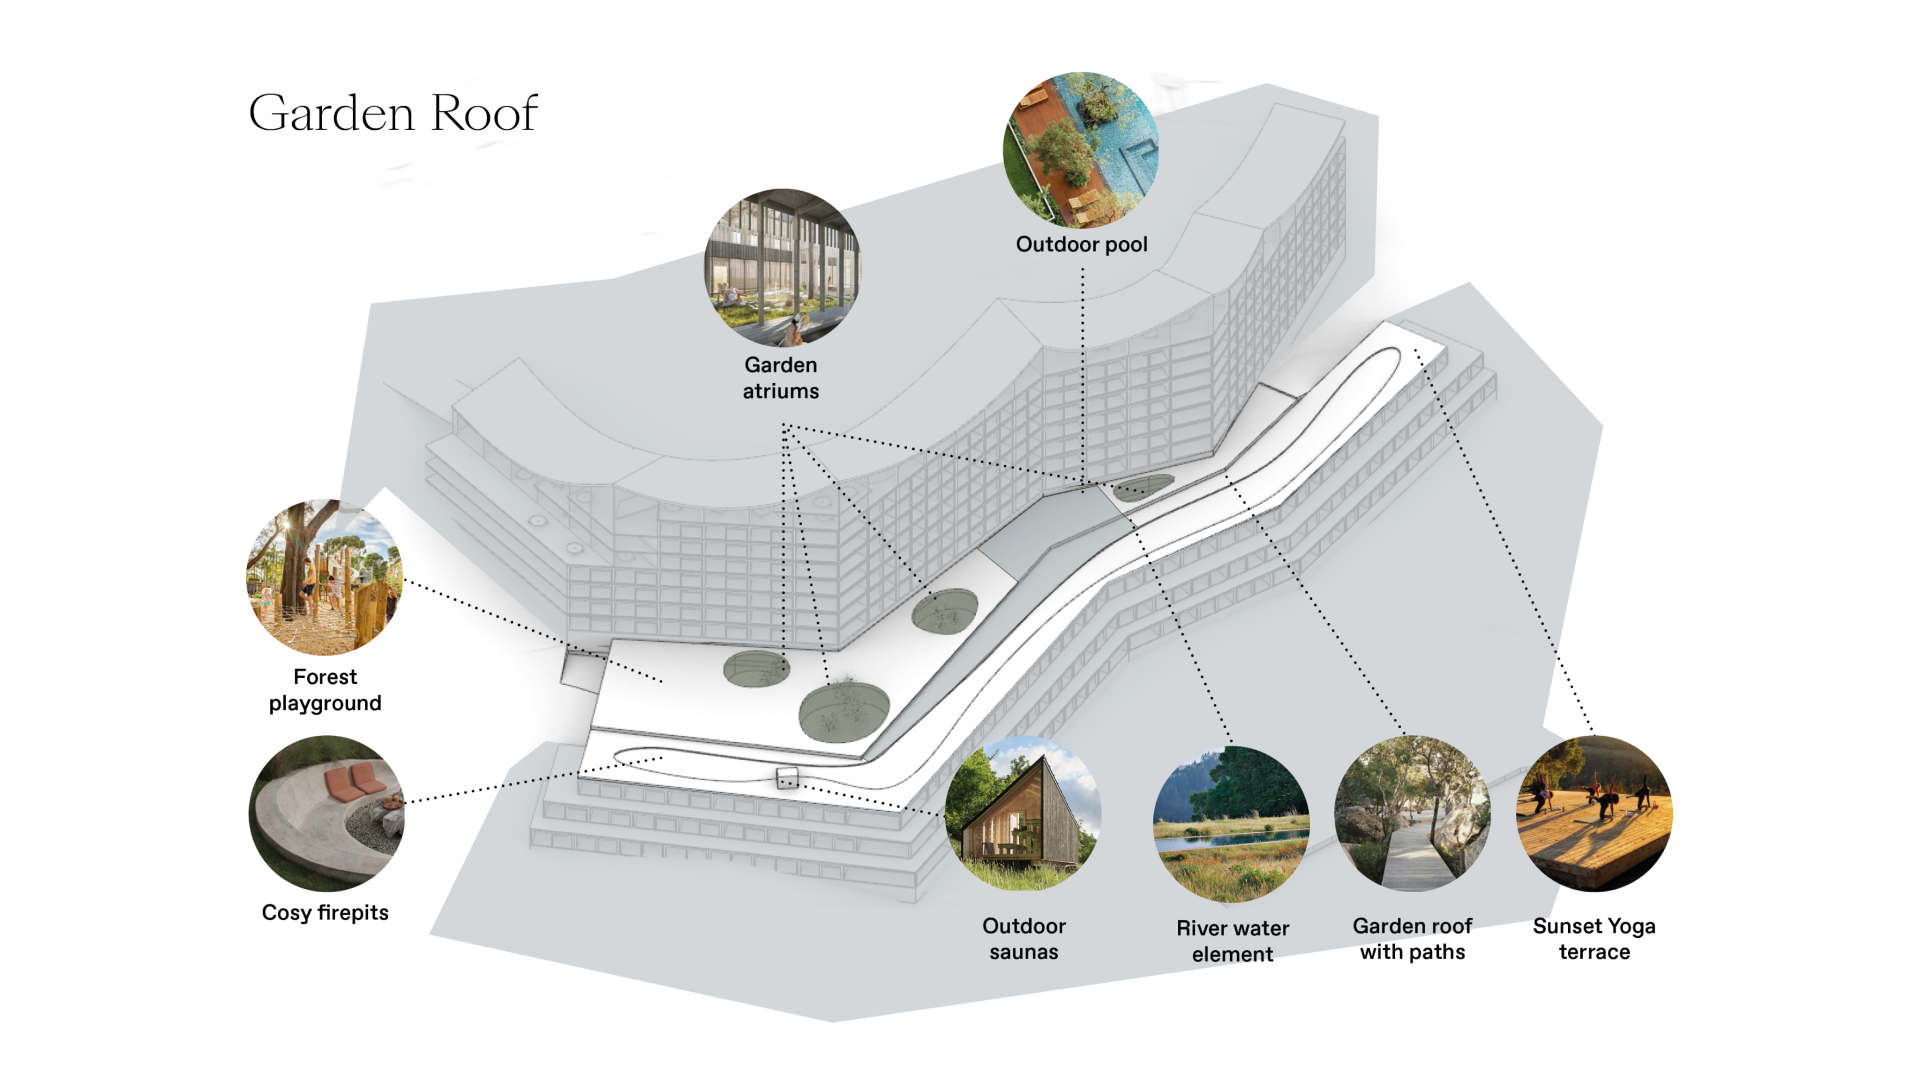 Garden Roof
Outdoor pool
Garden
atriums
Forest
playground
Cosy firepits
Outdoor
saunas
River water
element
Garden roof
with paths
Sunset Yoga
terrace